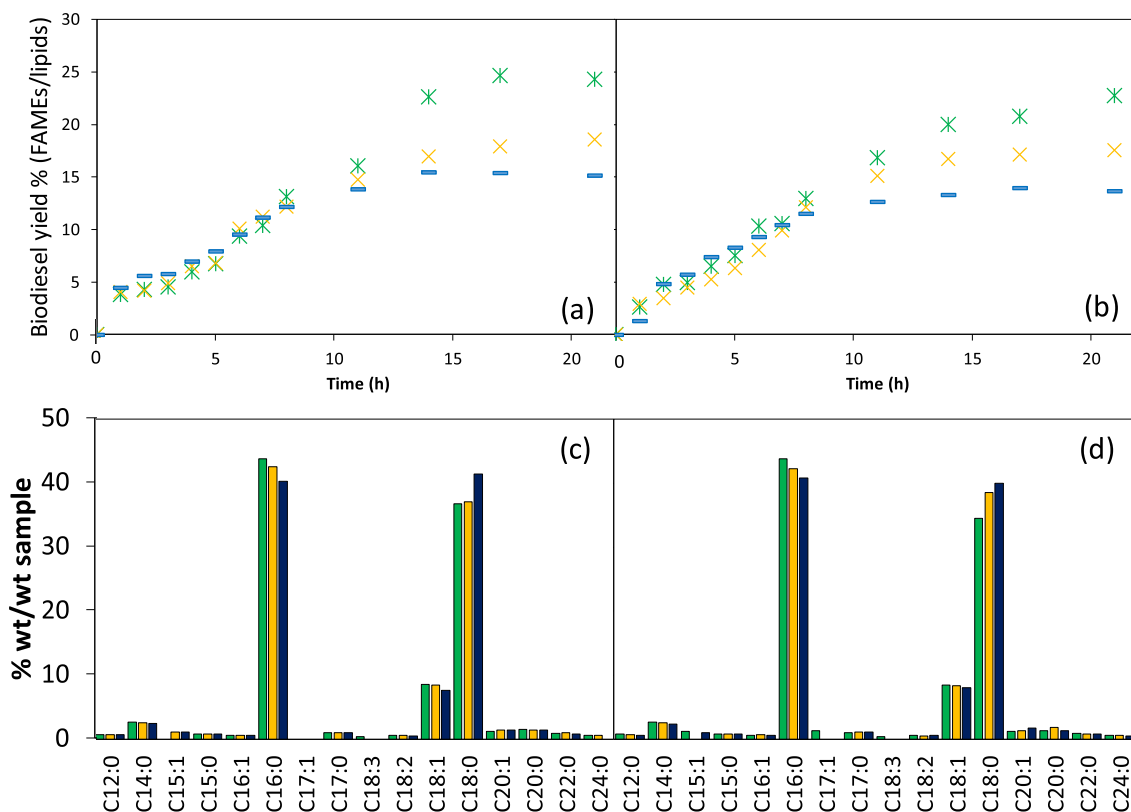 Biodiesel yield % (FAMEs/lipids)
30
25
20
15
10
5
0
(a)
(b)
0 5 10 15 20
0 5 10 15 20
Time (h)
Time (h)
% wt/wt sample
50
40
30
20
10
0
(c)
(d)
C12:0 C14:0 C15:1 C15:0 C16:1 C16:0 C17:1 C17:0 C18:3 C18:2 C18:1 C18:0 C20:1 C20:0 C22:0 C24:0
C12:0 C14:0 C15:1 C15:0 C16:1 C16:0 C17:1 C17:0 C18:3 C18:2 C18:1 C18:0 C20:1 C20:0 C22:0 C24:0